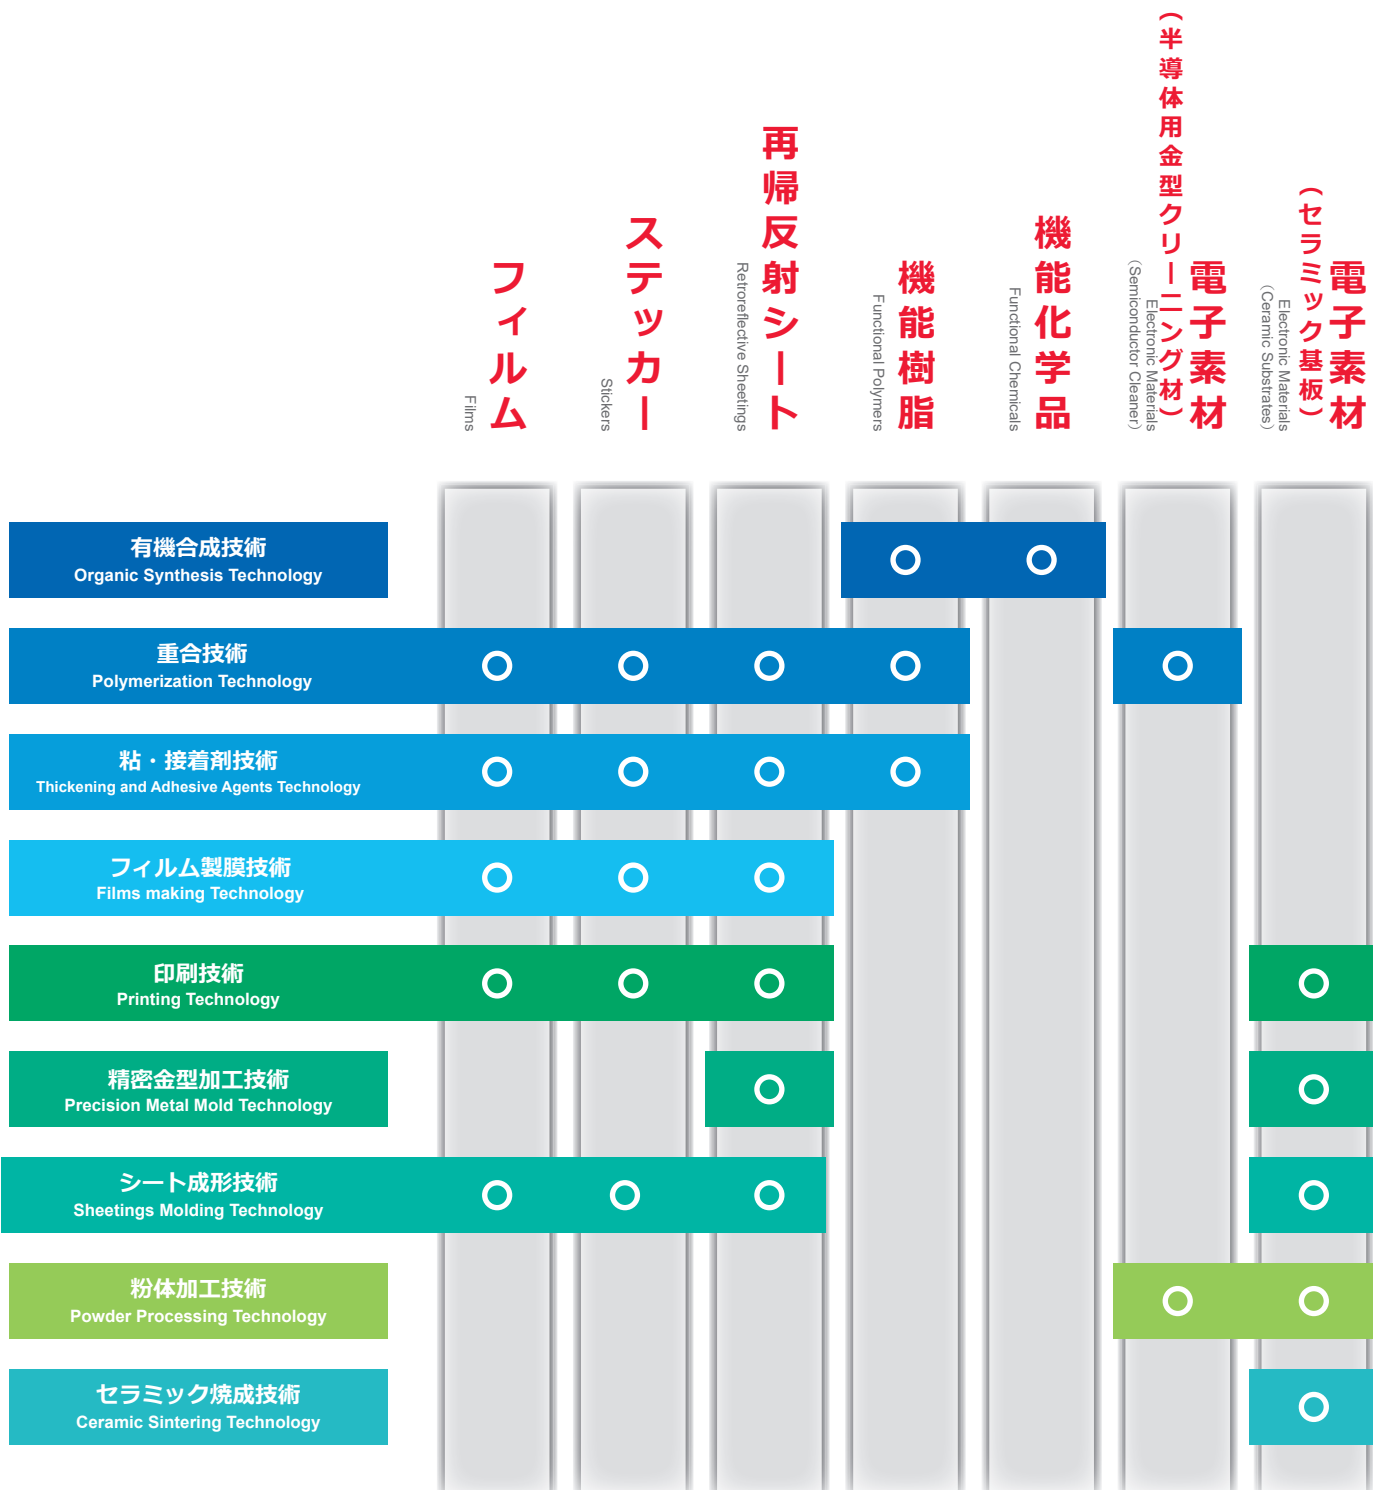 フィルム
Films
ステッカー
Stickers
再帰反射シート
Retroreflective Sheetings
機能樹脂
Functional Polymers
機能化学品
Functional Chemicals
電子素材
（半導体用金型クリーニング材）
Electronic Materials
（Semiconductor Cleaner）
電子素材
（セラミック基板）
Electronic Materials
（Ceramic Substrates）
有機合成技術
Organic Synthesis Technology
重合技術
Polymerization Technology
粘・接着剤技術
Thickening and Adhesive Agents Technology
フィルム製膜技術
Films making Technology
印刷技術
Printing Technology
精密金型加工技術
Precision Metal Mold Technology
シート成形技術
Sheetings Molding Technology
粉体加工技術
Powder Processing Technology
セラミック焼成技術
Ceramic Sintering Technology